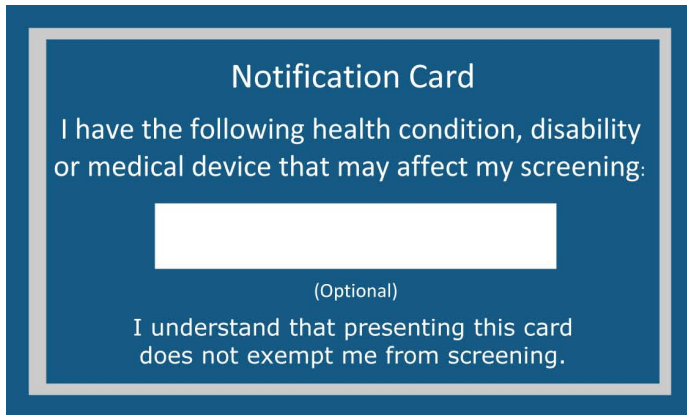 Notification Card
I have the following health condition, disability
or medical device that may affect my screening:
(Optional)
I understand that presenting this card
does not exempt me from screening.